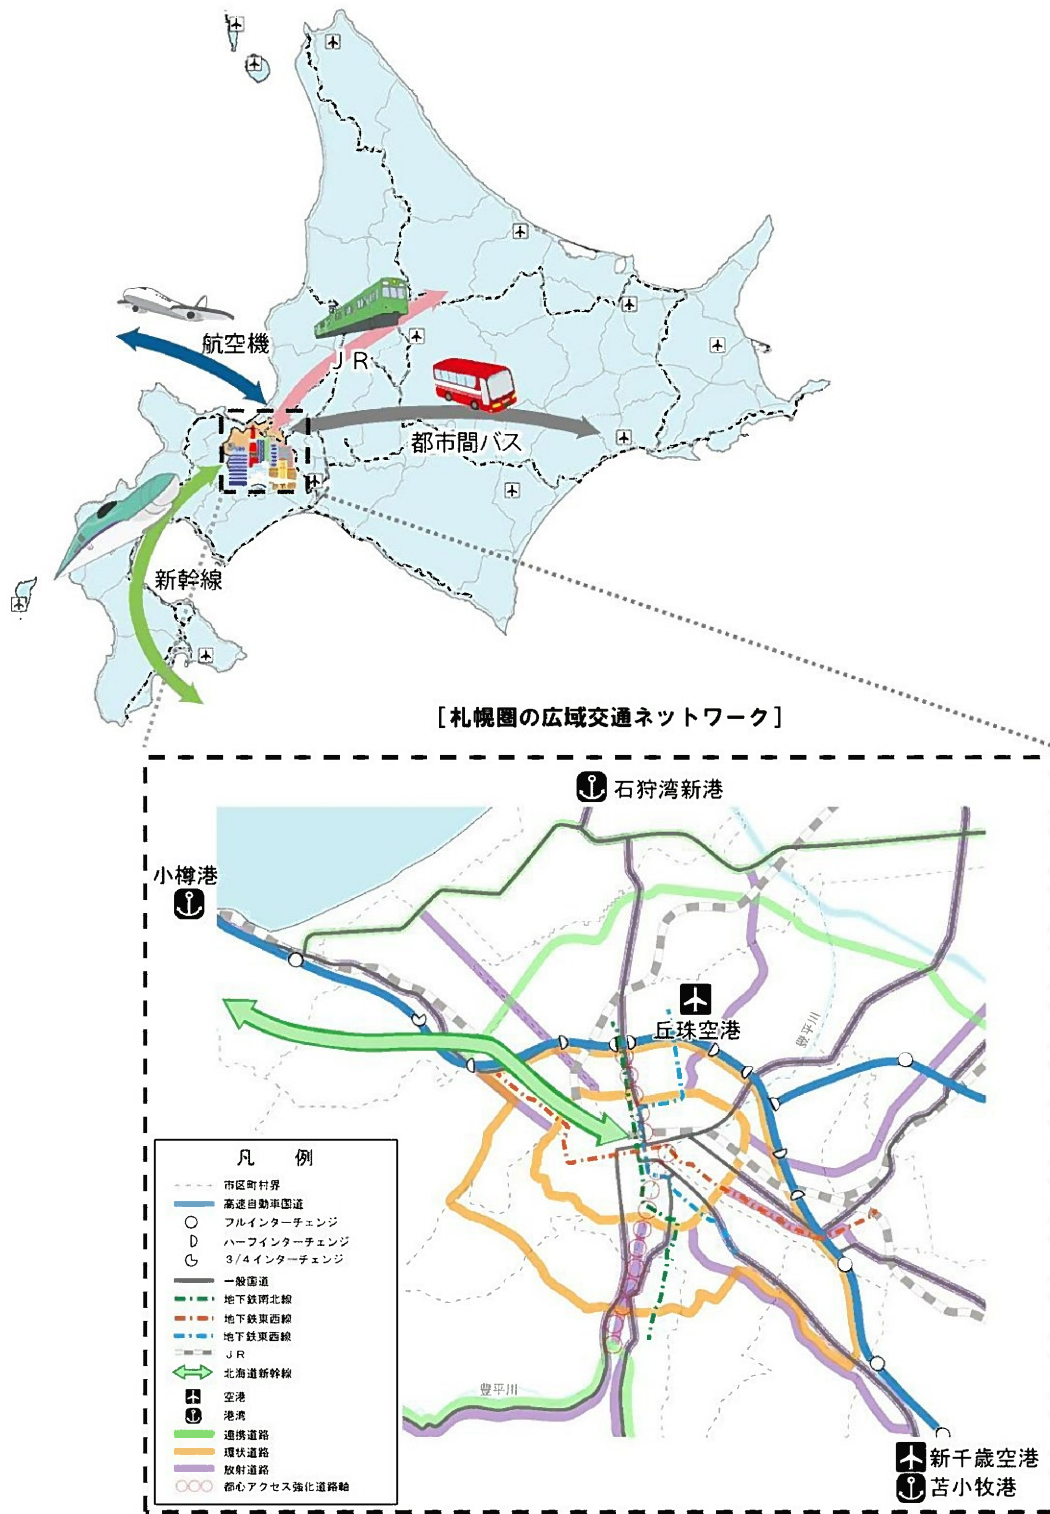 航空機
JR
都市間バス
新幹線
[札幌圏の広域交通ネットワーク]
石狩湾新港
小樽港
丘珠空港
豊平川
凡 例
市区町村界
高速自動車国道
フルインターチェンジ
ハーフインターチェンジ
3/4インターチェンジ
一般国道
地下鉄南北線
地下鉄東西線
地下鉄東西線
JR
北海道新幹線
空港
港湾
連携道路
環状道路
放射道路
都心アクセス強化道路軸
新千歳空港
苫小牧港